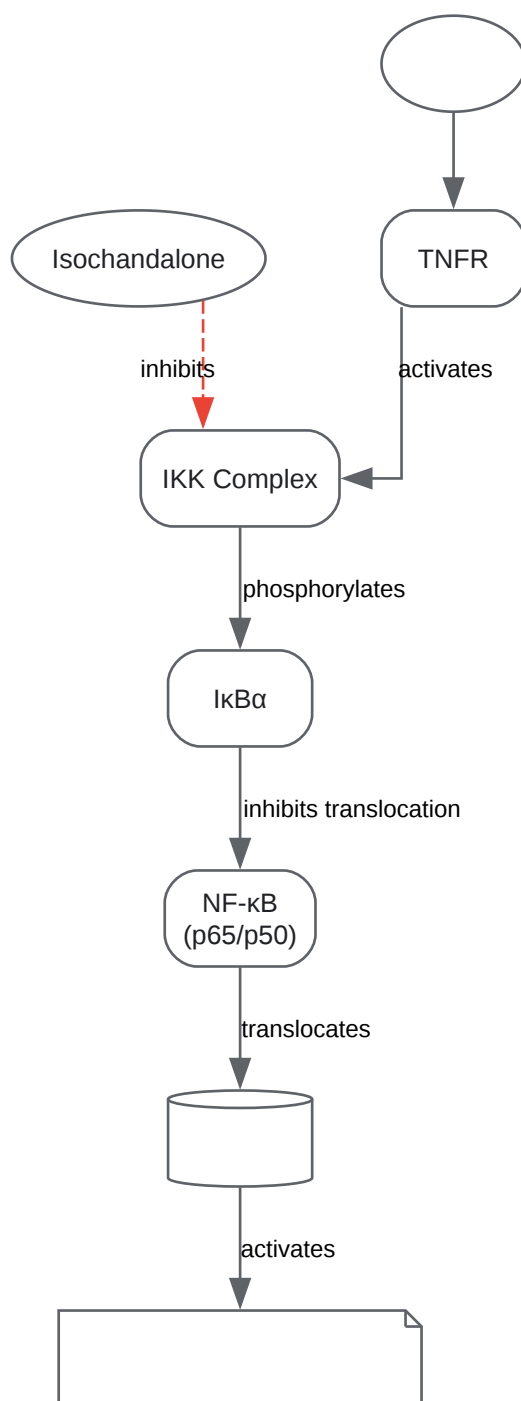 TNFR
Isochandalone
inhibits
activates
IKK Complex
phosphorylates
IκBα
inhibits translocation
NF-κB
(p65/p50)
translocates
activates